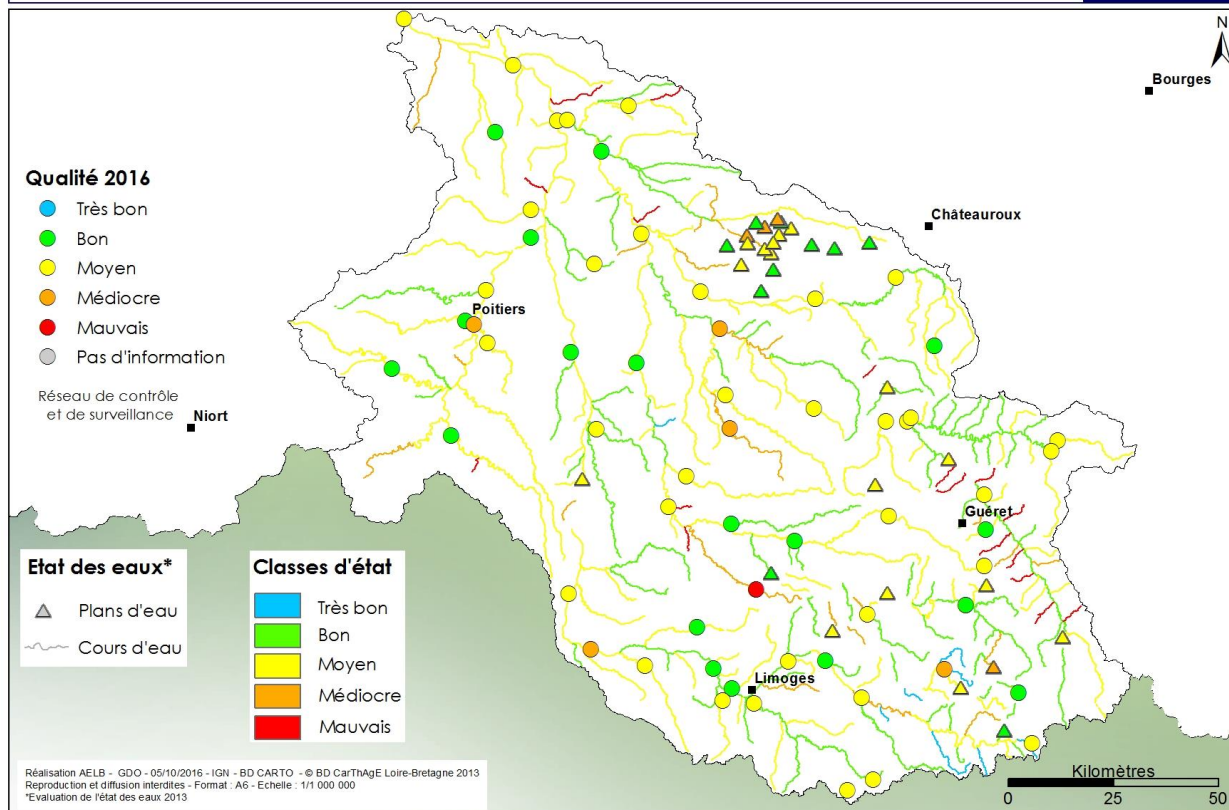 N
Bourges
Qualité 2016
Très bon
Bon
Moyen
Médiocre
Mauvais
Pas d'information
Réseau de contrôle
et de surveillance
Niort
Châteauroux
Poitiers
Guéret
Limoges
Etat des eaux*
Plans d'eau
Cours d'eau
Classes d'état
Très bon
Bon
Moyen
Médiocre
Mauvais
Réalisation AELB - GDO - 05/10/2016 - IGN - BD CARTO - © BD CarThAgE Loire-Bretagne 2013
Reproduction et diffusion interdites - Format : A6 - Echelle : 1/1 000 000
*Evaluation de l'état des eaux 2013
Kilomètres
0 25 50